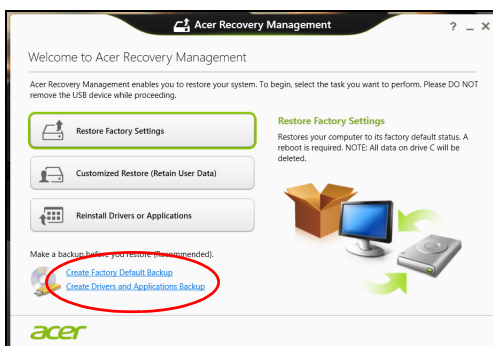 Acer Recovery Management
? _ X
Welcome to Acer Recovery Management
Acer Recovery Management enables you to restore your system. To begin, select the task you want to perform. Please DO NOT
remove the USB device while proceeding.
Restore Factory Settings
Customized Restore (Retain User Data)
Reinstall Drivers or Applications
Restore Factory Settings
Restores your computer to its factory default status. A
reboot is required. NOTE: All data on drive C will be
deleted.
Make a backup before you restore (Recommended).
Create Factory Default Backup
Create Drivers and Applications Backup
acer